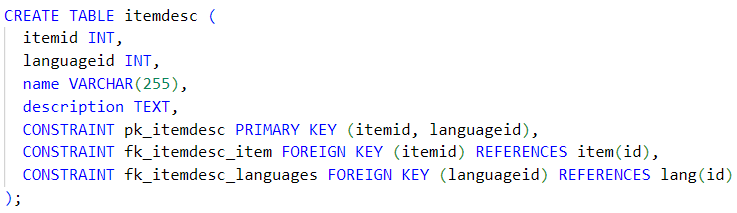 CREATE TABLE itemdesc (
  itemid INT,
  languageid INT,
  name VARCHAR(255),
  description TEXT,
  CONSTRAINT pk_itemdesc PRIMARY KEY (itemid, languageid),
  CONSTRAINT fk_itemdesc_item FOREIGN KEY (itemid) REFERENCES item(id),
  CONSTRAINT fk_itemdesc_languages FOREIGN KEY (languageid) REFERENCES lang(id)
);